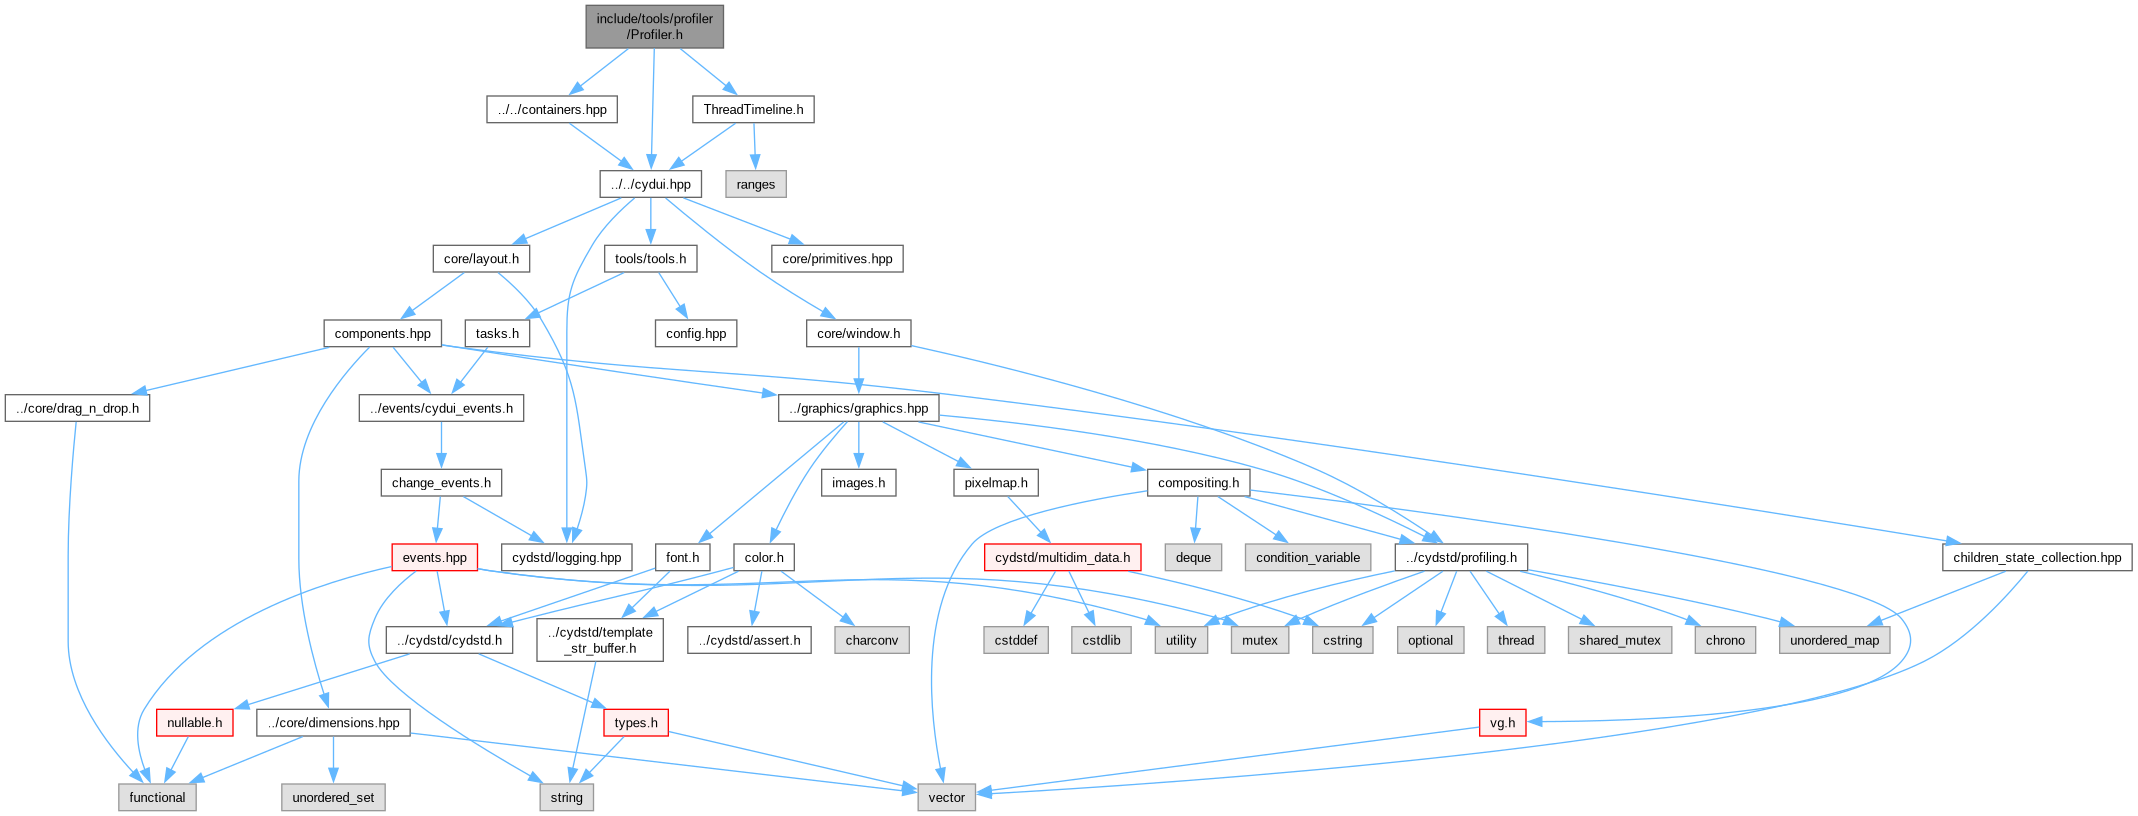 include/tools/profiler
/Profiler.h
../../containers.hpp
ThreadTimeline.h
../../cydui.hpp
ranges
core/layout.h
tools/tools.h
core/primitives.hpp
components.hpp
tasks.h
config.hpp
core/window.h
../core/drag_n_drop.h
../events/cydui_events.h
../graphics/graphics.hpp
change_events.h
images.h
pixelmap.h
compositing.h
events.hpp
cydstd/logging.hpp
font.h
color.h
cydstd/multidim_data.h
deque
condition_variable
../cydstd/profiling.h
children_state_collection.hpp
../cydstd/cydstd.h
../cydstd/template
_str_buffer.h
../cydstd/assert.h
charconv
cstddef
cstdlib
utility
mutex
cstring
optional
thread
shared_mutex
chrono
unordered_map
nullable.h
../core/dimensions.hpp
types.h
vg.h
functional
unordered_set
string
vector